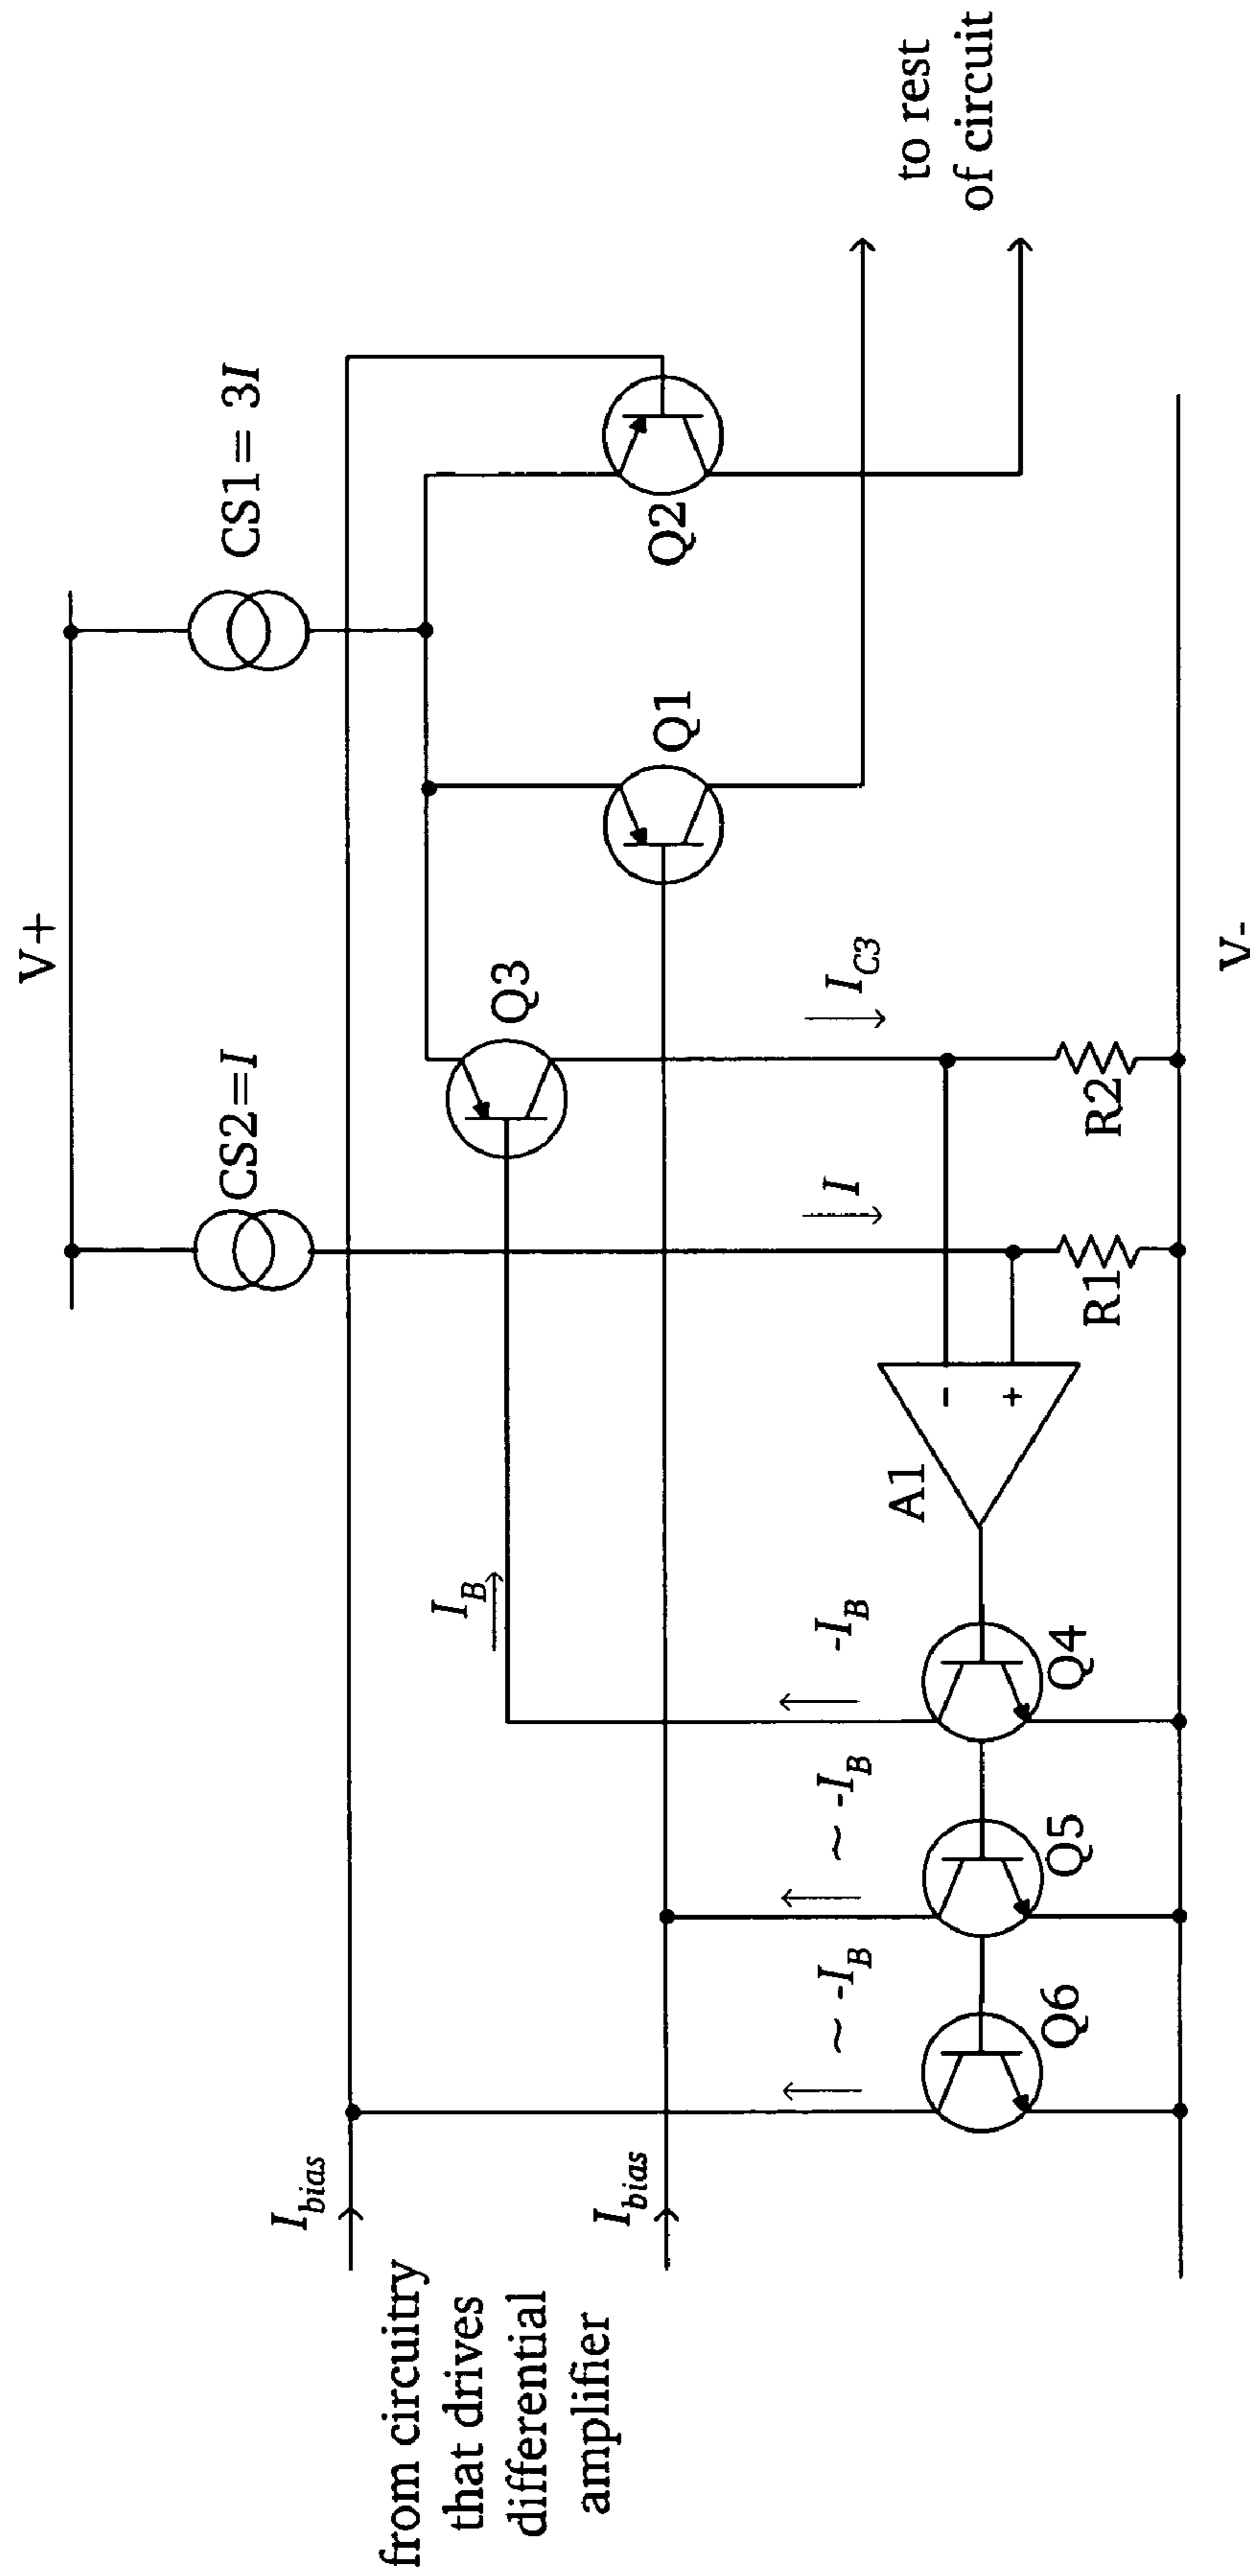 V+
CS2=I
CS1= 3I
I_bias
from circuitry
that drives
differential
amplifier
I_bias
I_B
Q3
Q1
Q2
~ -I_B
~ -I_B
-I_B
I
I_C3
to rest
of circuit
A1
-
+
Q6
Q5
Q4
R1
R2
V-